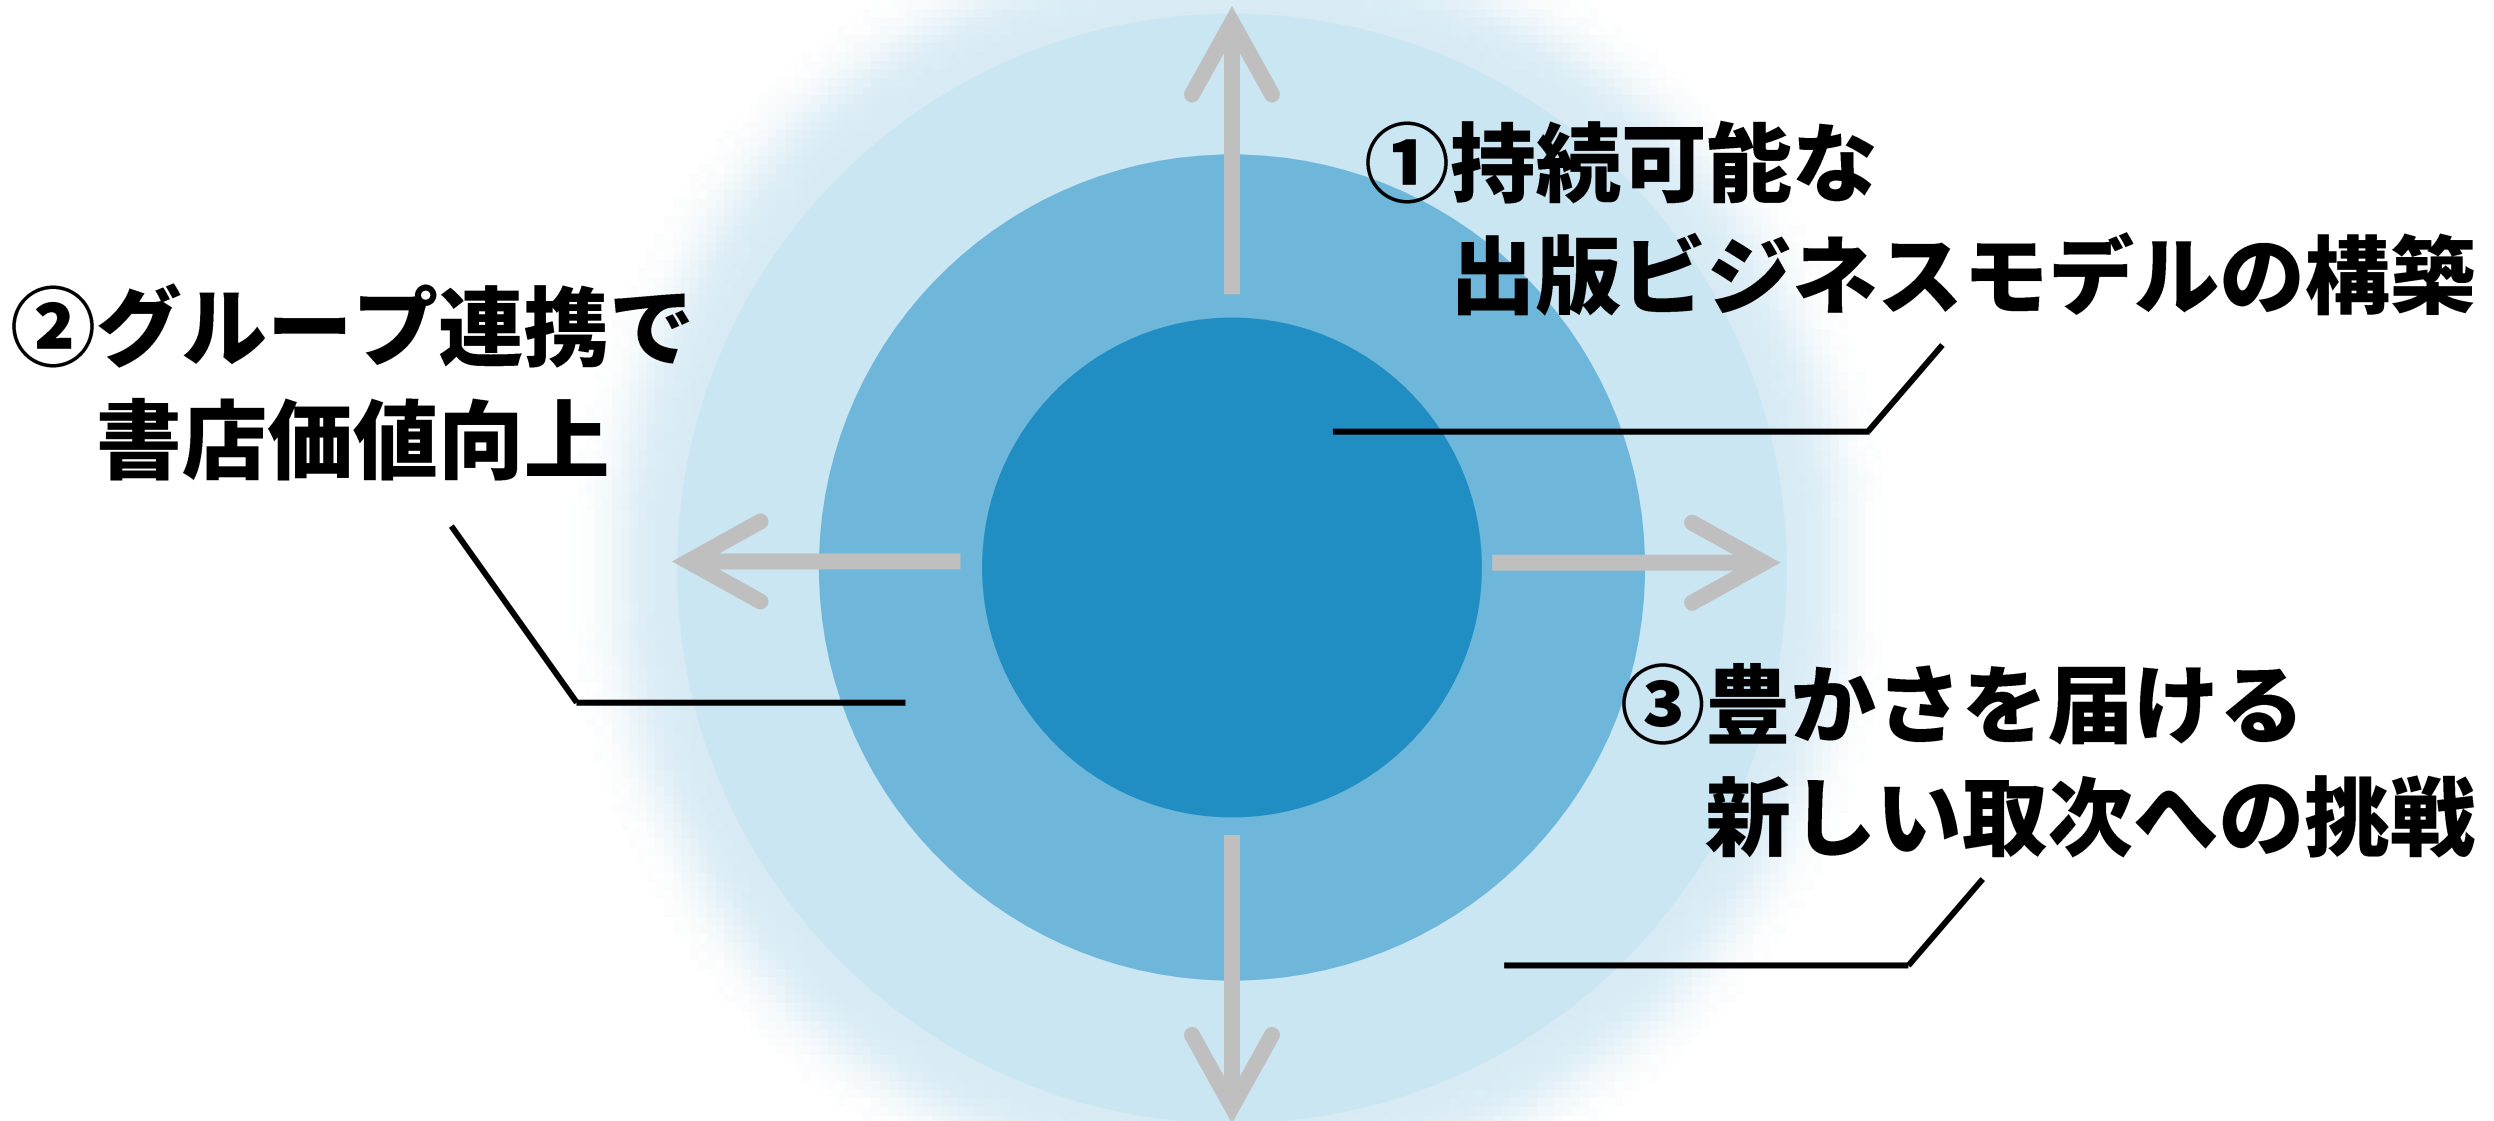 ①持続可能な
出版ビジネスモデルの構築
②グループ連携で
書店価値向上
③豊かさを届ける
新しい取次への挑戦